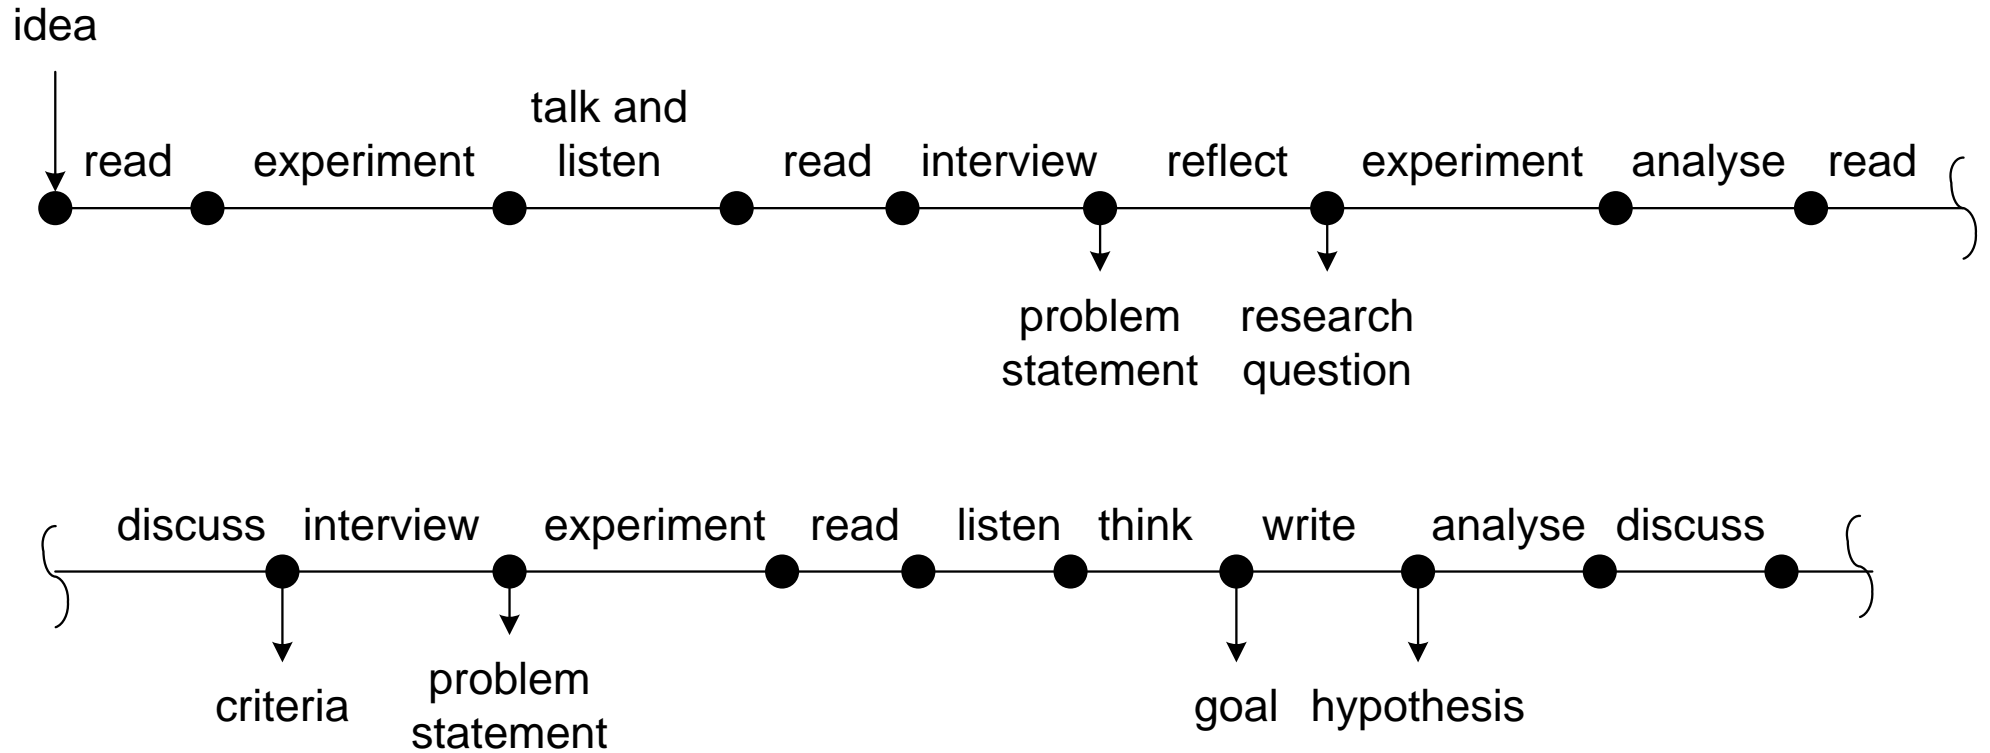 idea
talk and
read experiment listen read interview reflect experiment analyse read
problem research
statement question
discuss interview experiment read listen think write analyse discuss
problem
criteria goal hypothesis
statement